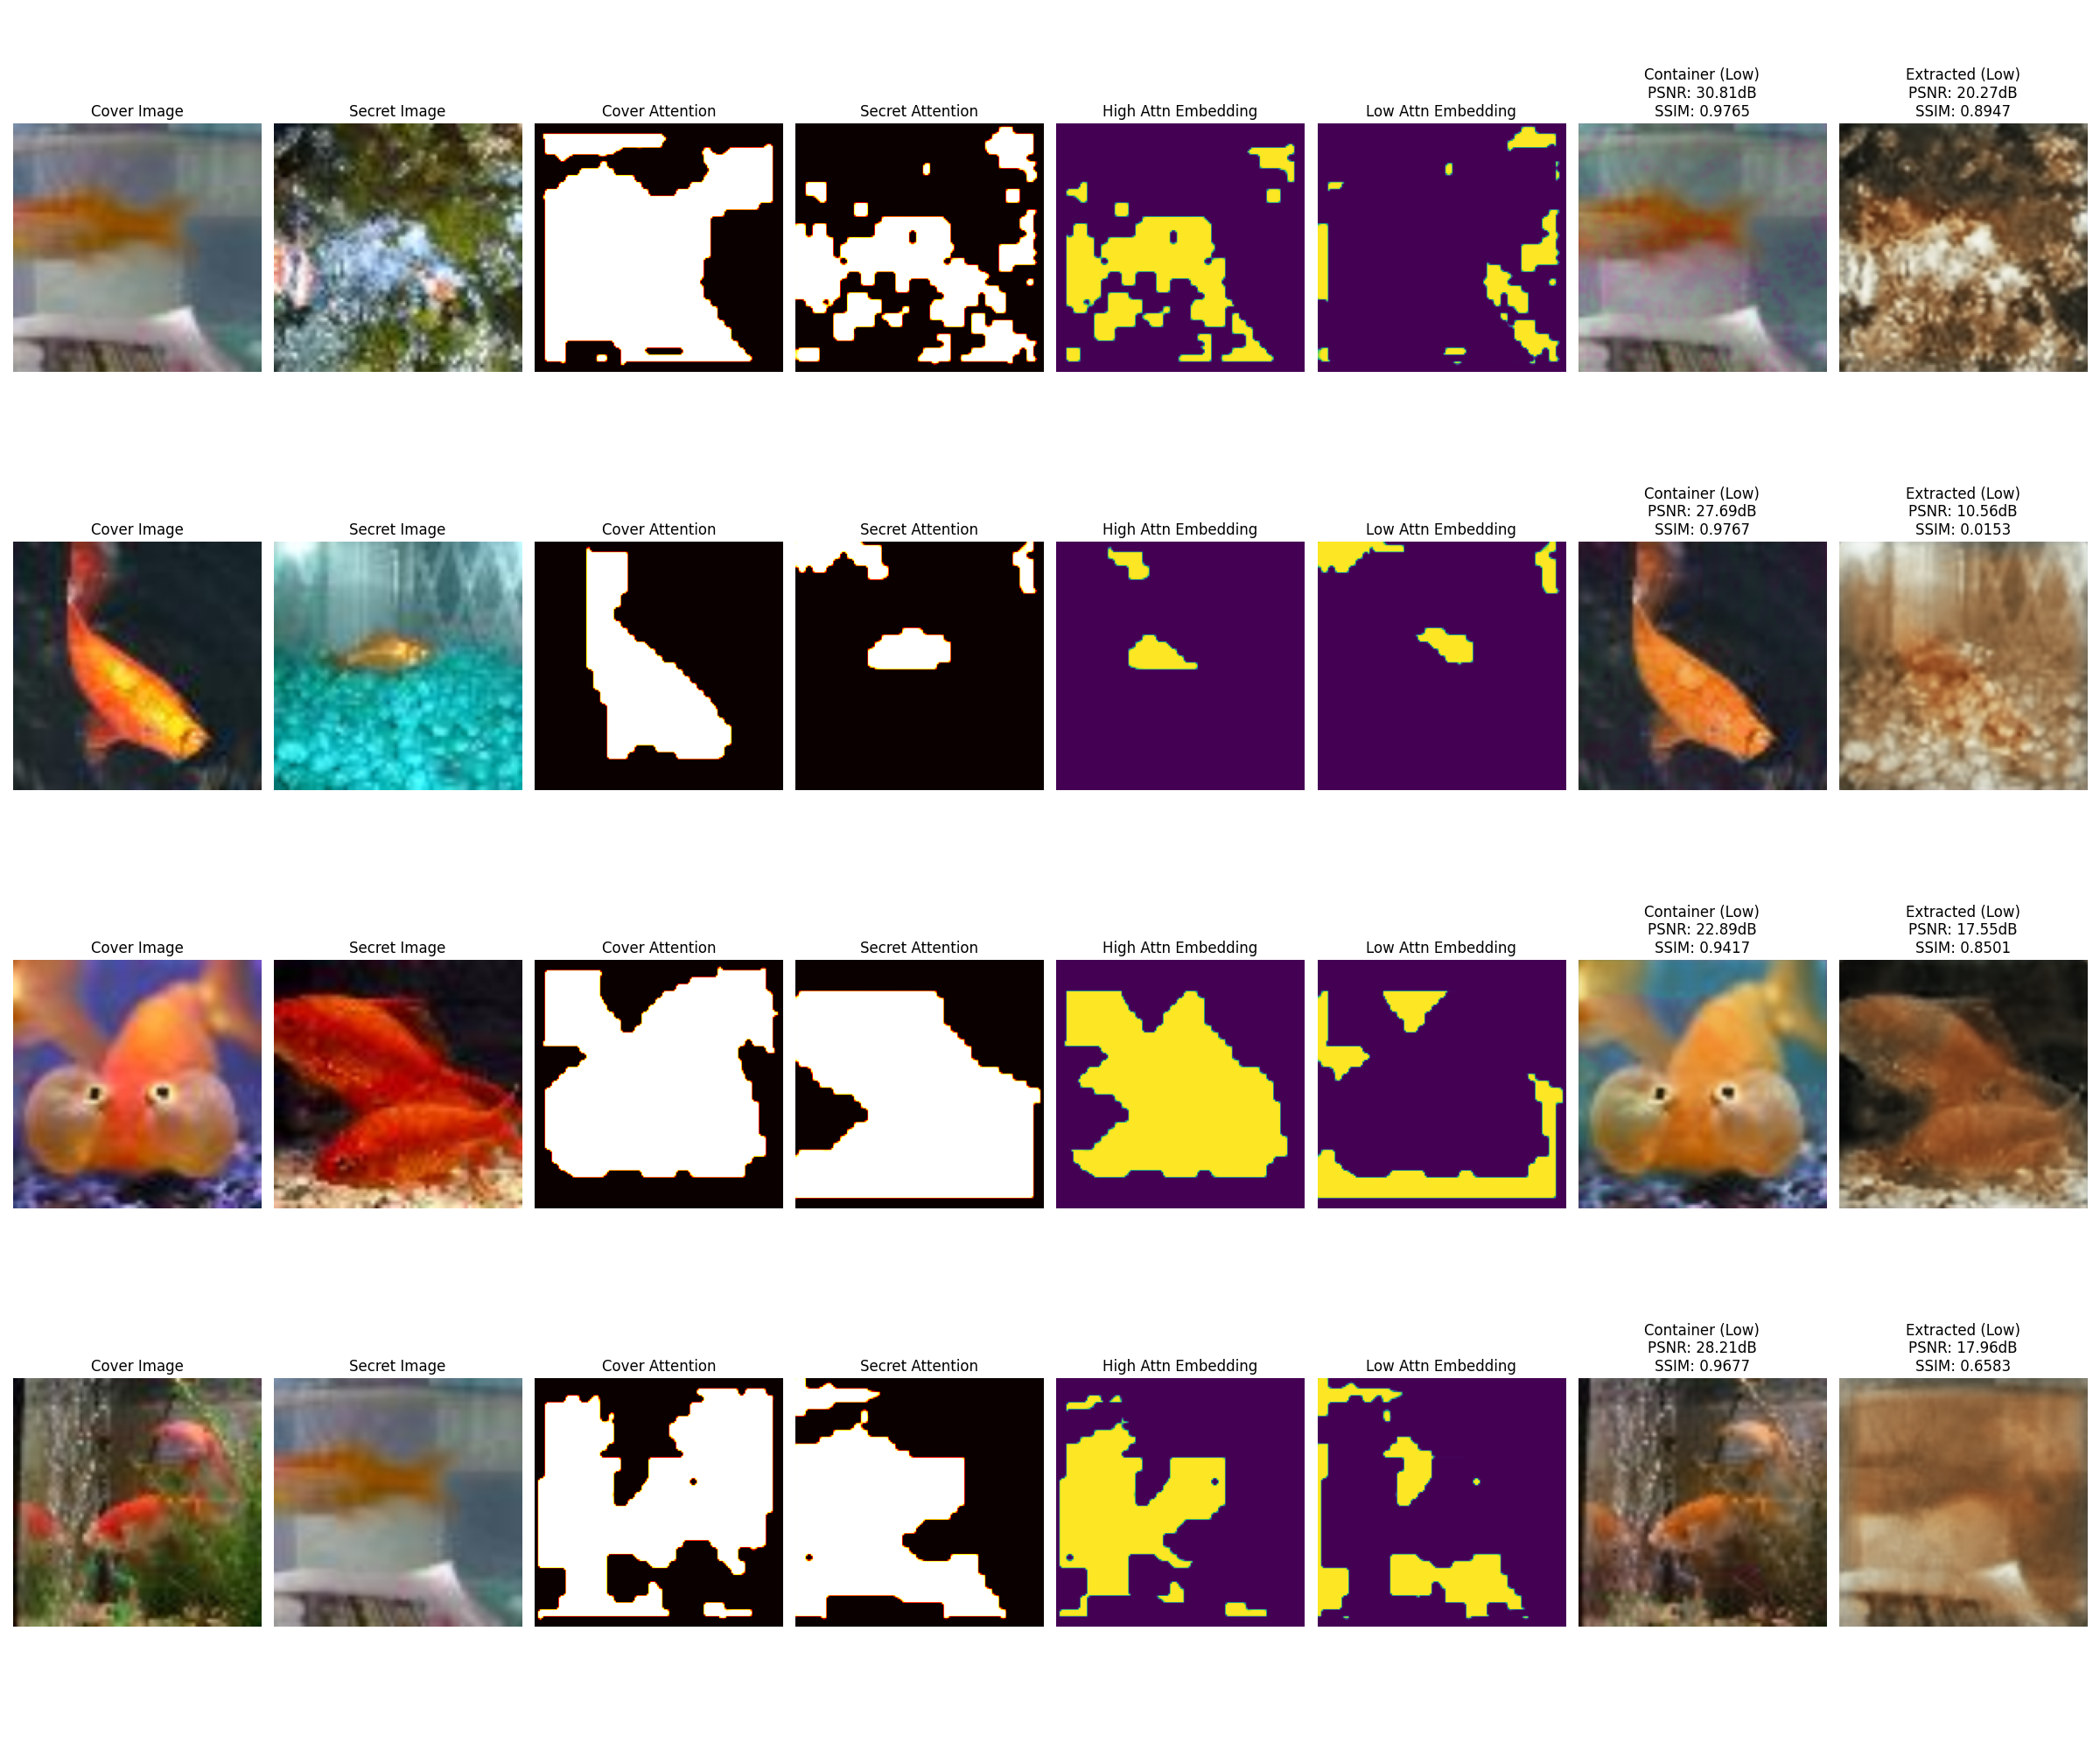 Cover Image
Secret Image
Cover Attention
Secret Attention
High Attn Embedding
Low Attn Embedding
Container (Low)
PSNR: 30.81dB
SSIM: 0.9765
Extracted (Low)
PSNR: 20.27dB
SSIM: 0.8947
Cover Image
Secret Image
Cover Attention
Secret Attention
High Attn Embedding
Low Attn Embedding
Container (Low)
PSNR: 27.69dB
SSIM: 0.9767
Extracted (Low)
PSNR: 10.56dB
SSIM: 0.0153
Cover Image
Secret Image
Cover Attention
Secret Attention
High Attn Embedding
Low Attn Embedding
Container (Low)
PSNR: 22.89dB
SSIM: 0.9417
Extracted (Low)
PSNR: 17.55dB
SSIM: 0.8501
Cover Image
Secret Image
Cover Attention
Secret Attention
High Attn Embedding
Low Attn Embedding
Container (Low)
PSNR: 28.21dB
SSIM: 0.9677
Extracted (Low)
PSNR: 17.96dB
SSIM: 0.6583